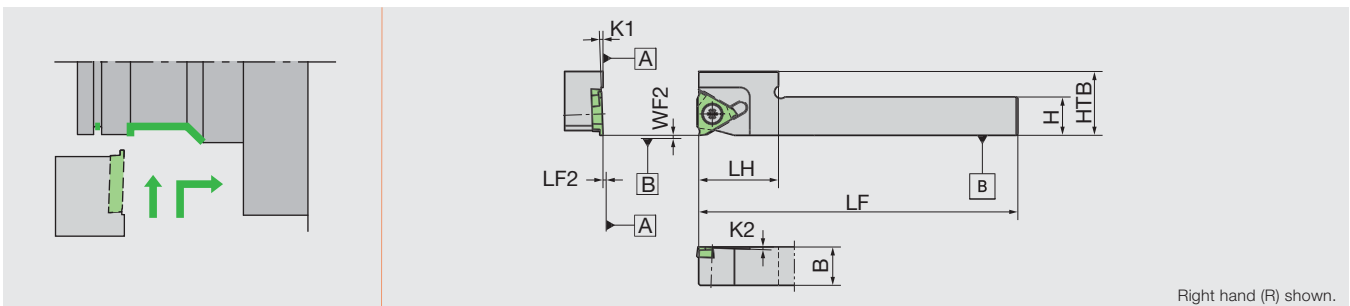 K1
A
WF2
H
HTB
LF2
B
LH
B
LF
A
K2
B
Right hand (R) shown.